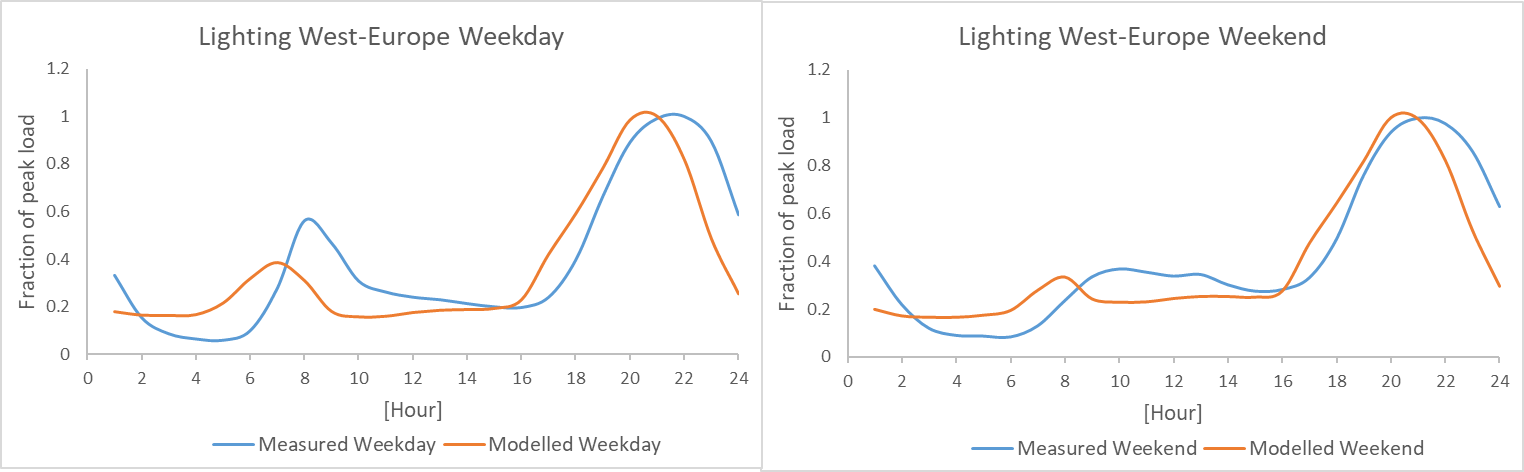 Lighting West-Europe Weekday
1.2
1
0.8
0.6
0.4
0.2
0
Fraction of peak load
0 2 4 6 8 10 12 14 16 18 20 22 24
[Hour]
Measured Weekday Modelled Weekday
Lighting West-Europe Weekend
1.2
1
0.8
0.6
0.4
0.2
0
Fraction of peak load
0 2 4 6 8 10 12 14 16 18 20 22 24
[Hour]
Measured Weekend Modelled Weekend